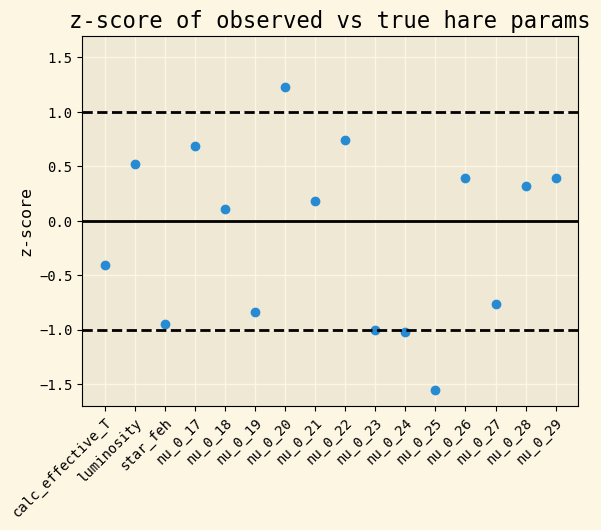 z-score of observed vs true hare params
z-score
1.5
1.0
0.5
0.0
−0.5
−1.0
−1.5
calc_effective_T
luminosity
star_feh
nu_0_17
nu_0_18
nu_0_19
nu_0_20
nu_0_21
nu_0_22
nu_0_23
nu_0_24
nu_0_25
nu_0_26
nu_0_27
nu_0_28
nu_0_29